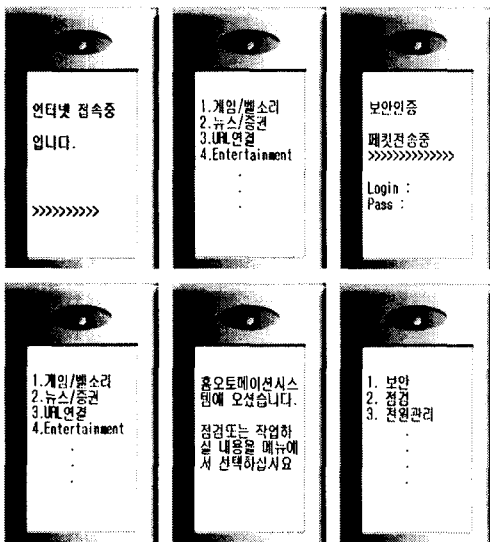 인터넷 접속중
입니다.
>>>>>>>>>>
1.게임/벨소리
2.뉴스/증권
3.URL연결
4.Entertainment
.
.
.
보안인증
패킷전송중
>>>>>>>>>>>>>
Login :
Pass :
1.게임/벨소리
2.뉴스/증권
3.URL연결
4.Entertainment
.
.
.
홈오토메이션시스
템에 오셨습니다.
점검또는 작업하
실 내용을 메뉴에
서 선택하십시요
1. 보안
2. 점검
3. 전원관리
.
.
.